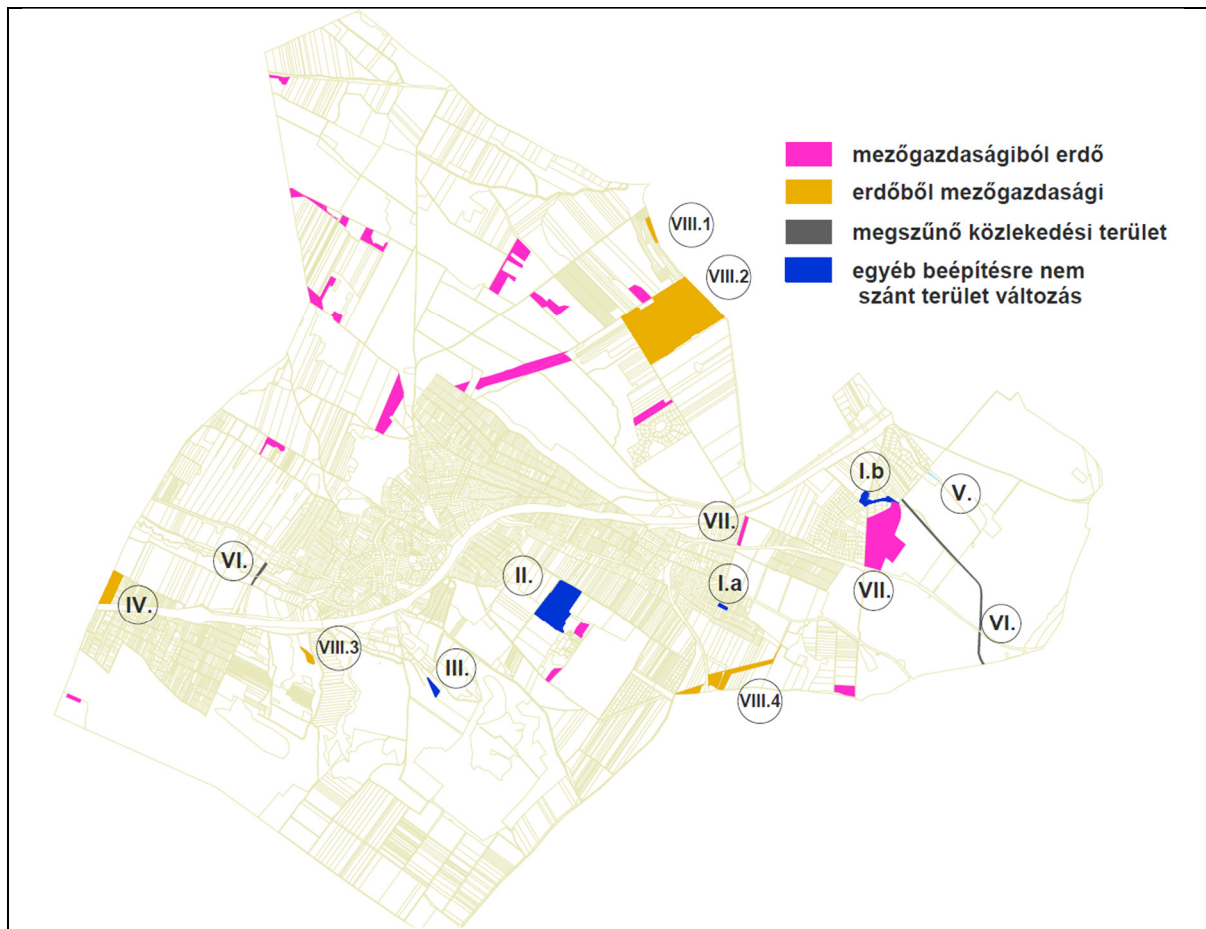 mezőgazdaságiból erdő
erdőből mezőgazdasági
megszűnő közlekedési terület
egyéb beépítésre nem
szánt terület változás
VIII.1
VIII.2
I.b
V.
VII.
VI.
II.
I.a
VII.
IV.
VI.
VIII.3
III.
VIII.4